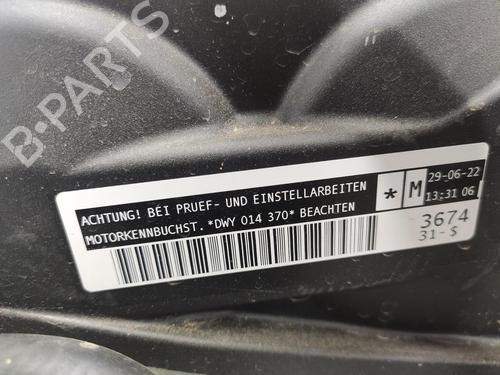 B-PARTS
ACHTUNG! BEI PRUEF- UND EINSTELLARBEITEN
MOTORKENNBUCHST. *DWY 014 370* BEACHTEN
* M
29-06-22
13:31 06
3674
31-$